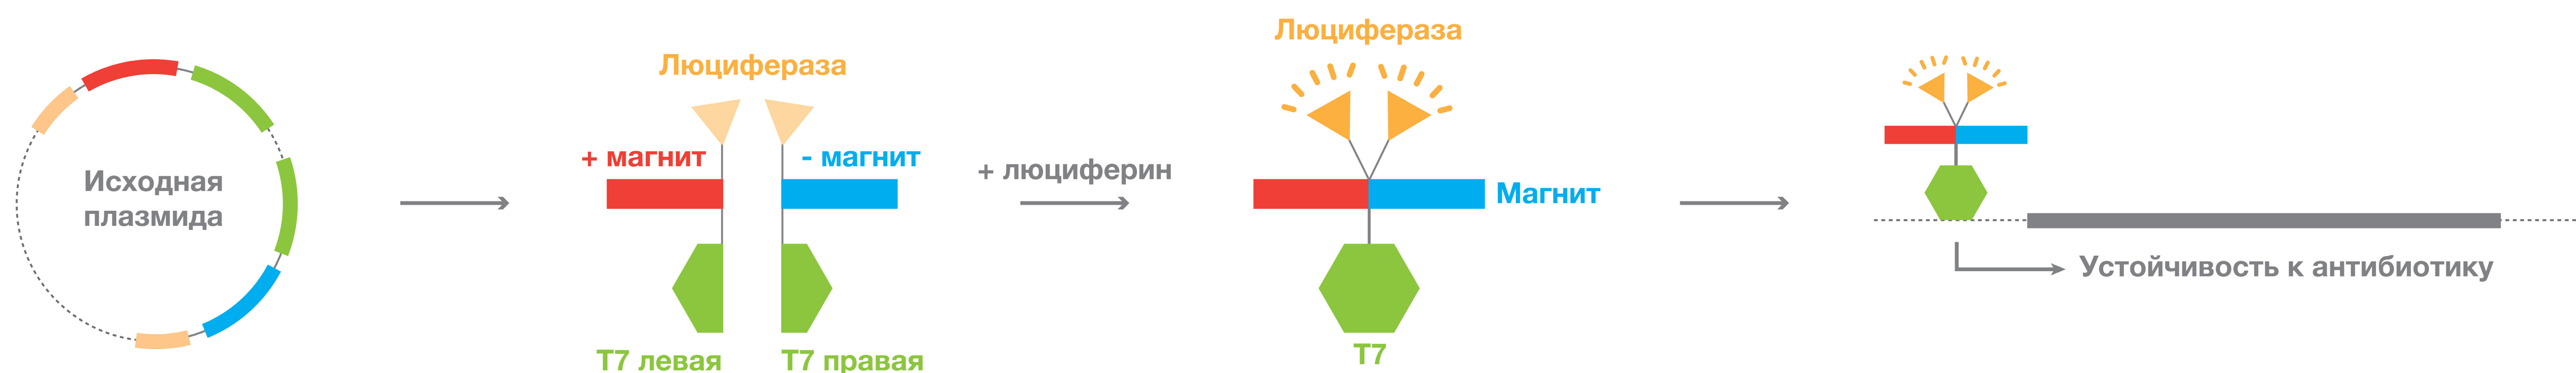 Исходная
плазмида
Люцифераза
+ магнит
- магнит
Т7 левая
Т7 правая
+ люциферин
Люцифераза
Магнит
Т7
Устойчивость к антибиотику